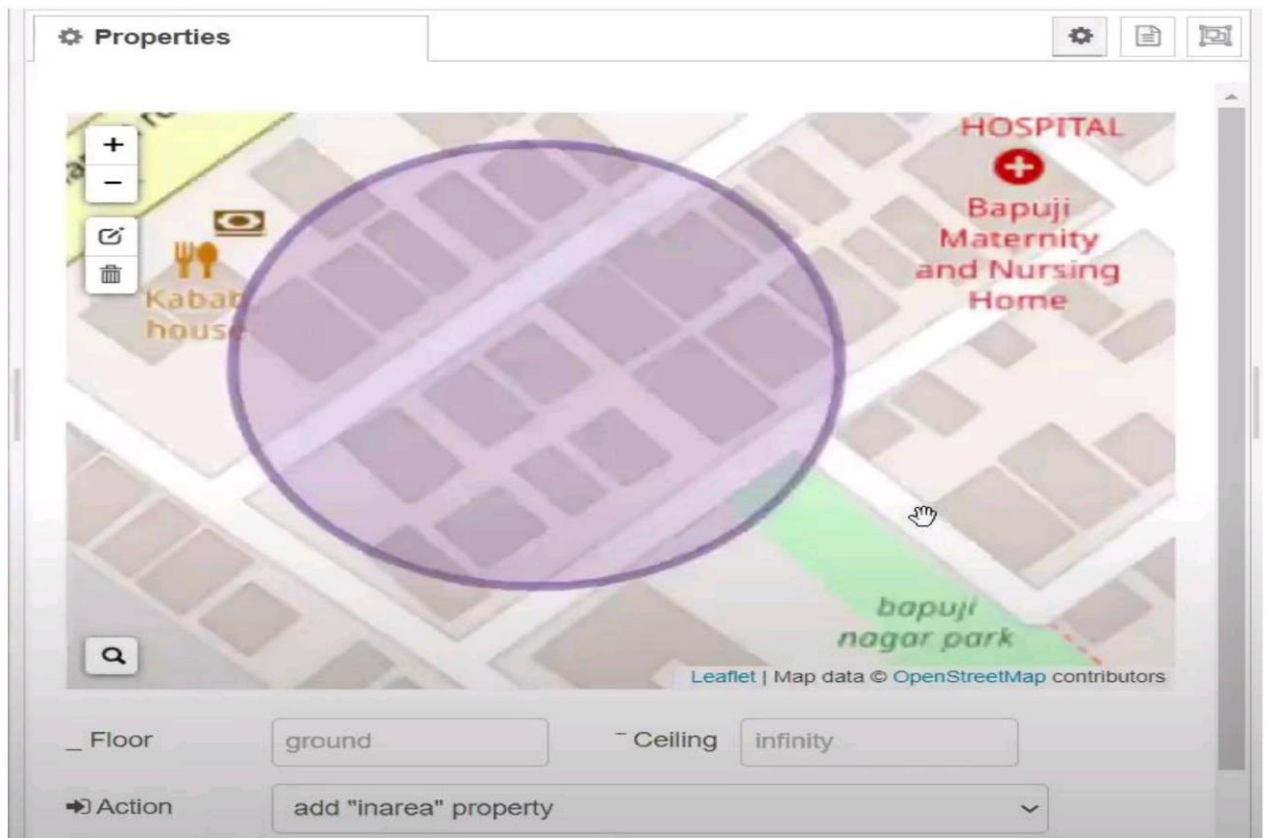 Properties
HOSPITAL
Bapuji
Maternity
and Nursing
Home
Kabab
house
bapuji
nagar park
Leaflet | Map data © OpenStreetMap contributors
_ Floor
ground
‾ Ceiling
infinity
Action
add "inarea" property